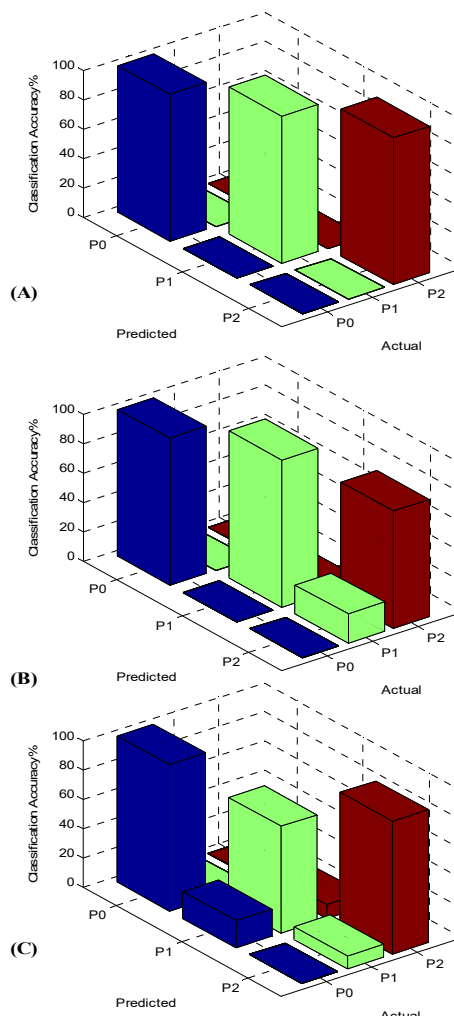 100
80
60
40
20
0
Classification Accuracy%
P0
P1
P2
P0
P1
P2
(A)
Predicted
Actual
100
80
60
40
20
0
Classification Accuracy%
P0
P1
P2
P0
P1
P2
(B)
Predicted
Actual
100
80
60
40
20
0
Classification Accuracy%
P0
P1
P2
P0
P1
P2
(C)
Predicted
Actual